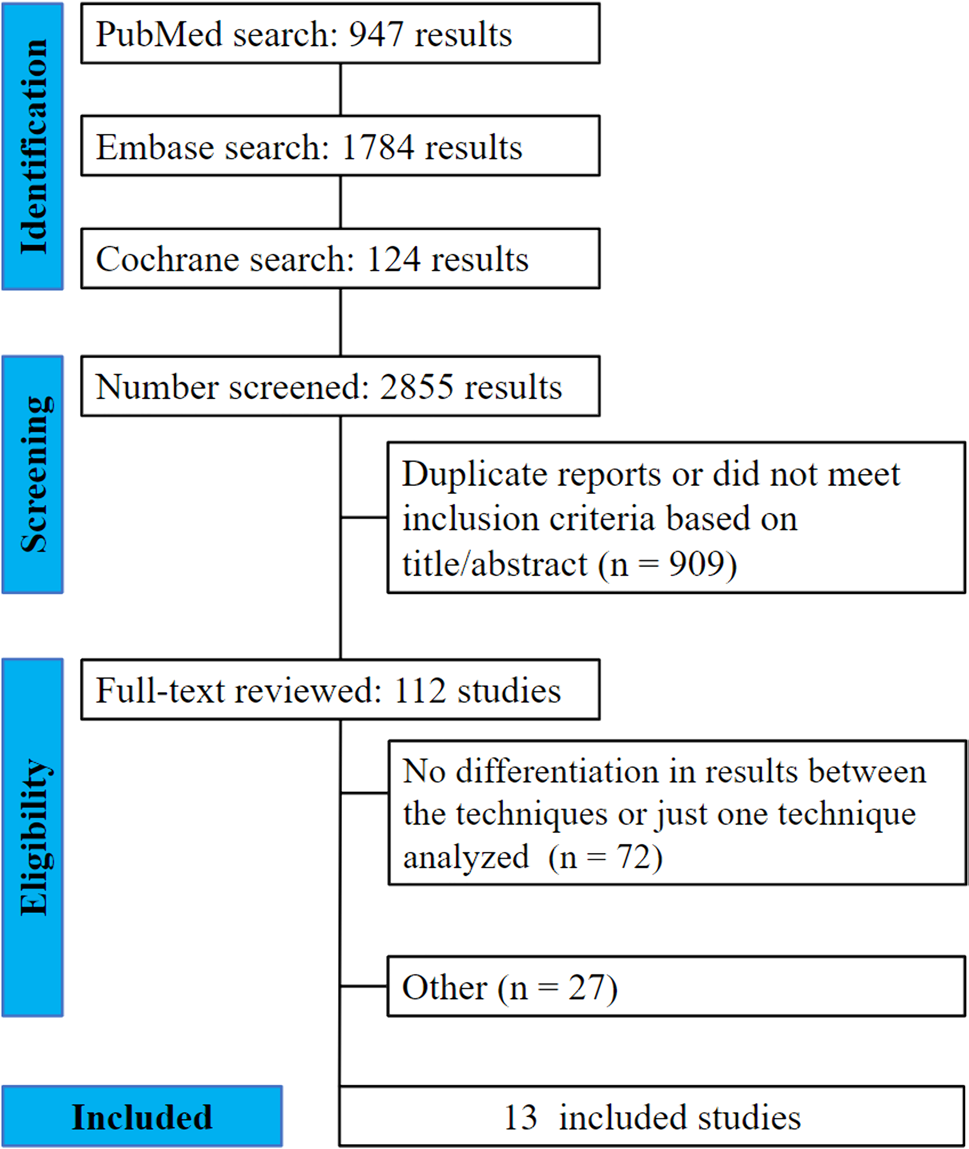 Identification
PubMed search: 947 results
Embase search: 1784 results
Cochrane search: 124 results
Screening
Number screened: 2855 results
Duplicate reports or did not meet
inclusion criteria based on
title/abstract (n = 909)
Eligibility
Full-text reviewed: 112 studies
No differentiation in results between
the techniques or just one technique
analyzed (n = 72)
Other (n = 27)
Included
13 included studies